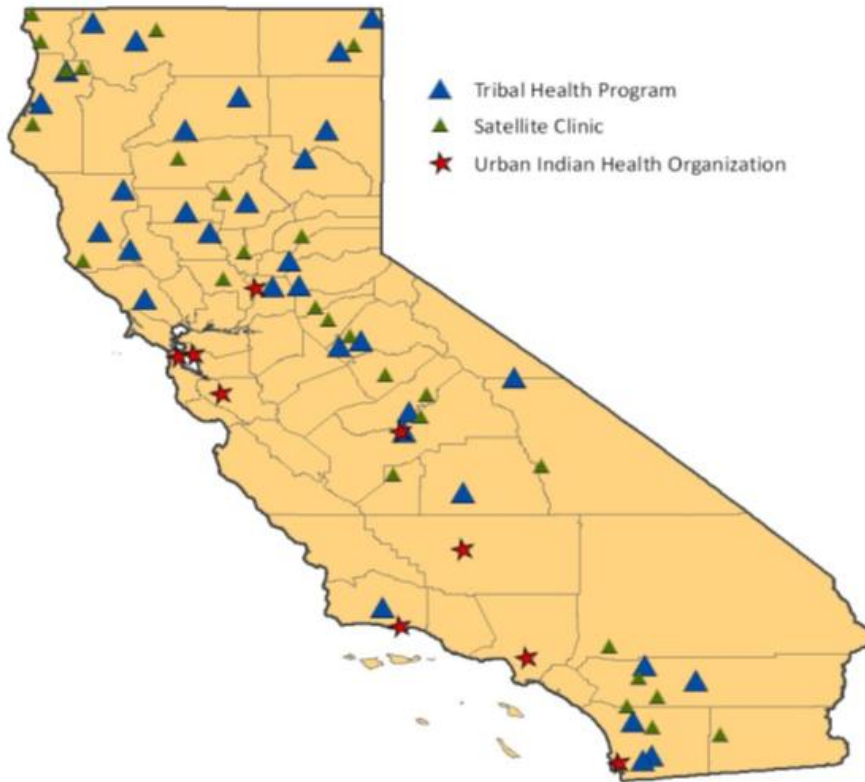 Tribal Health Program
Satellite Clinic
Urban Indian Health Organization